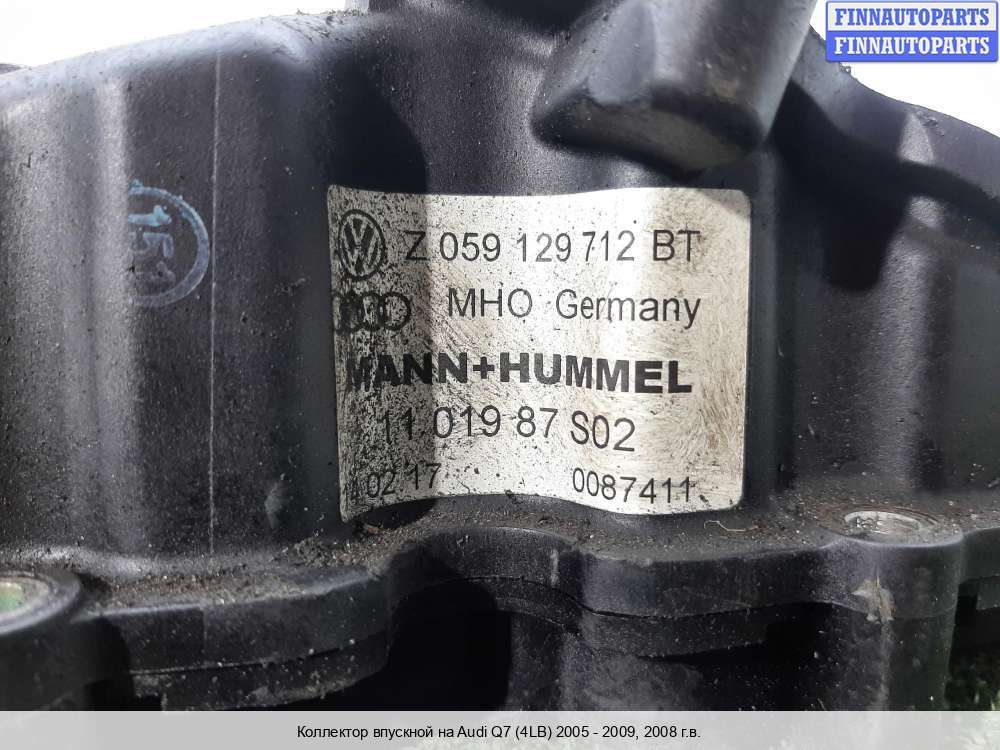 FINNAUTOPARTS
FINNAUTOPARTS
151
Z 059 129 712 BT
MHO Germany
MANN+HUMMEL
11 019 87 S02
02 17 0087411
Коллектор впускной на Audi Q7 (4LB) 2005 - 2009, 2008 г.в.